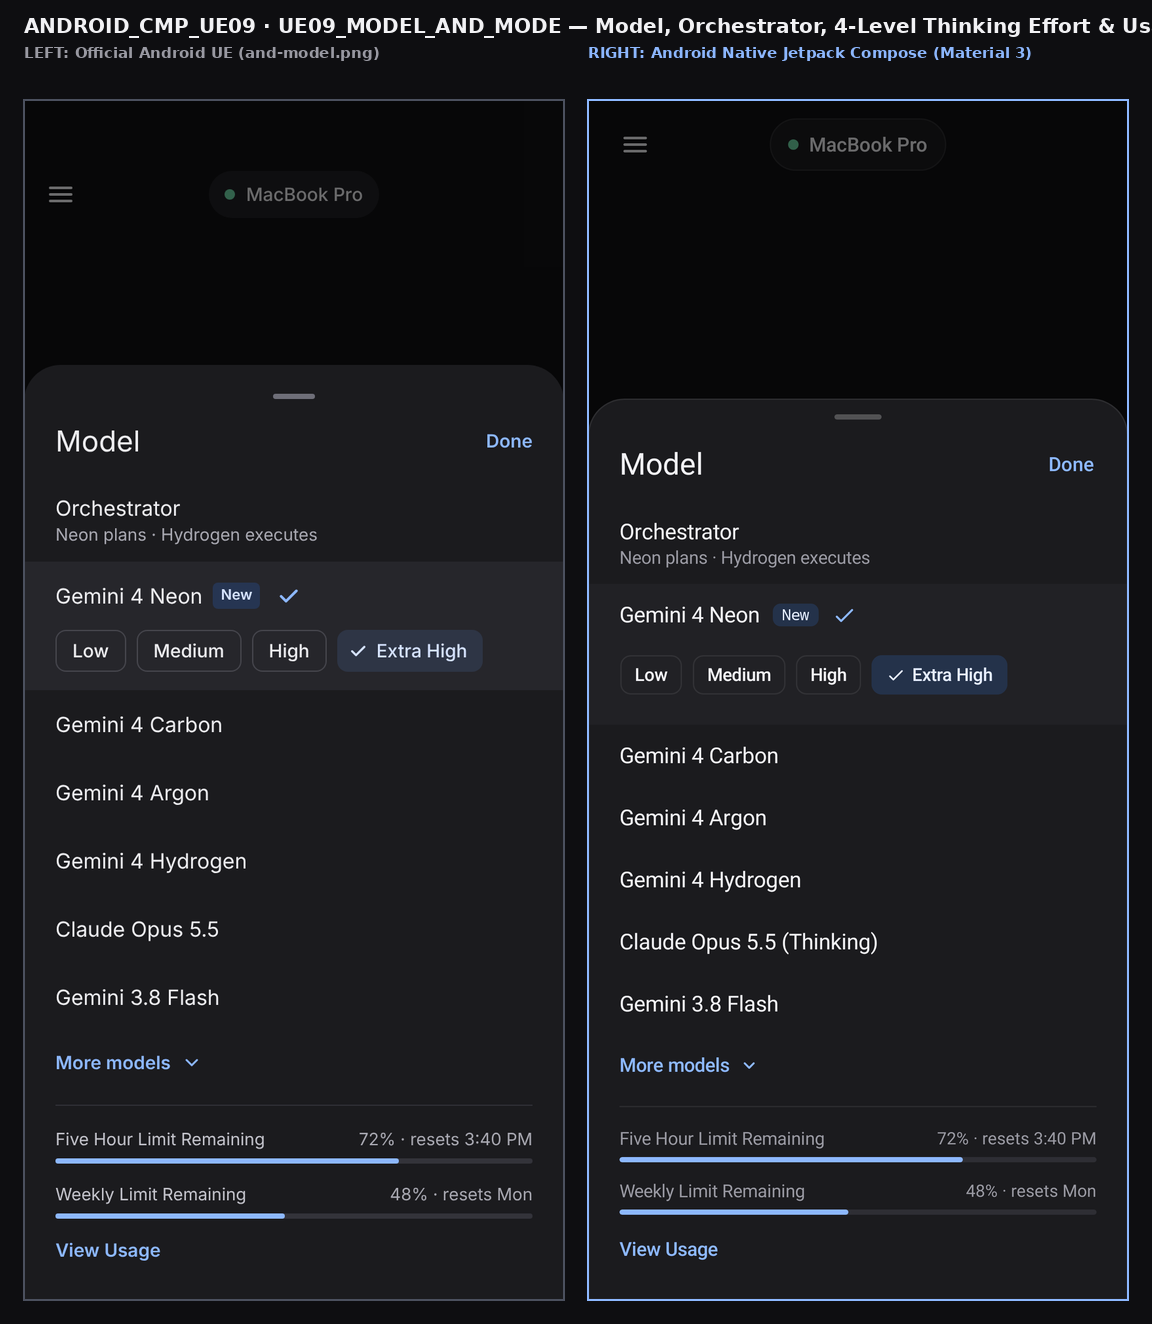 ANDROID_CMP_UE09 · UE09_MODEL_AND_MODE — Model, Orchestrator, 4-Level Thinking Effort & Us
LEFT: Official Android UE (and-model.png)
RIGHT: Android Native Jetpack Compose (Material 3)
MacBook Pro
Model
Done
Orchestrator
Neon plans · Hydrogen executes
Gemini 4 Neon New
Low Medium High Extra High
Gemini 4 Carbon
Gemini 4 Argon
Gemini 4 Hydrogen
Claude Opus 5.5
Gemini 3.8 Flash
More models
Five Hour Limit Remaining 72% · resets 3:40 PM
Weekly Limit Remaining 48% · resets Mon
View Usage
MacBook Pro
Model
Done
Orchestrator
Neon plans · Hydrogen executes
Gemini 4 Neon New
Low Medium High Extra High
Gemini 4 Carbon
Gemini 4 Argon
Gemini 4 Hydrogen
Claude Opus 5.5 (Thinking)
Gemini 3.8 Flash
More models
Five Hour Limit Remaining 72% · resets 3:40 PM
Weekly Limit Remaining 48% · resets Mon
View Usage